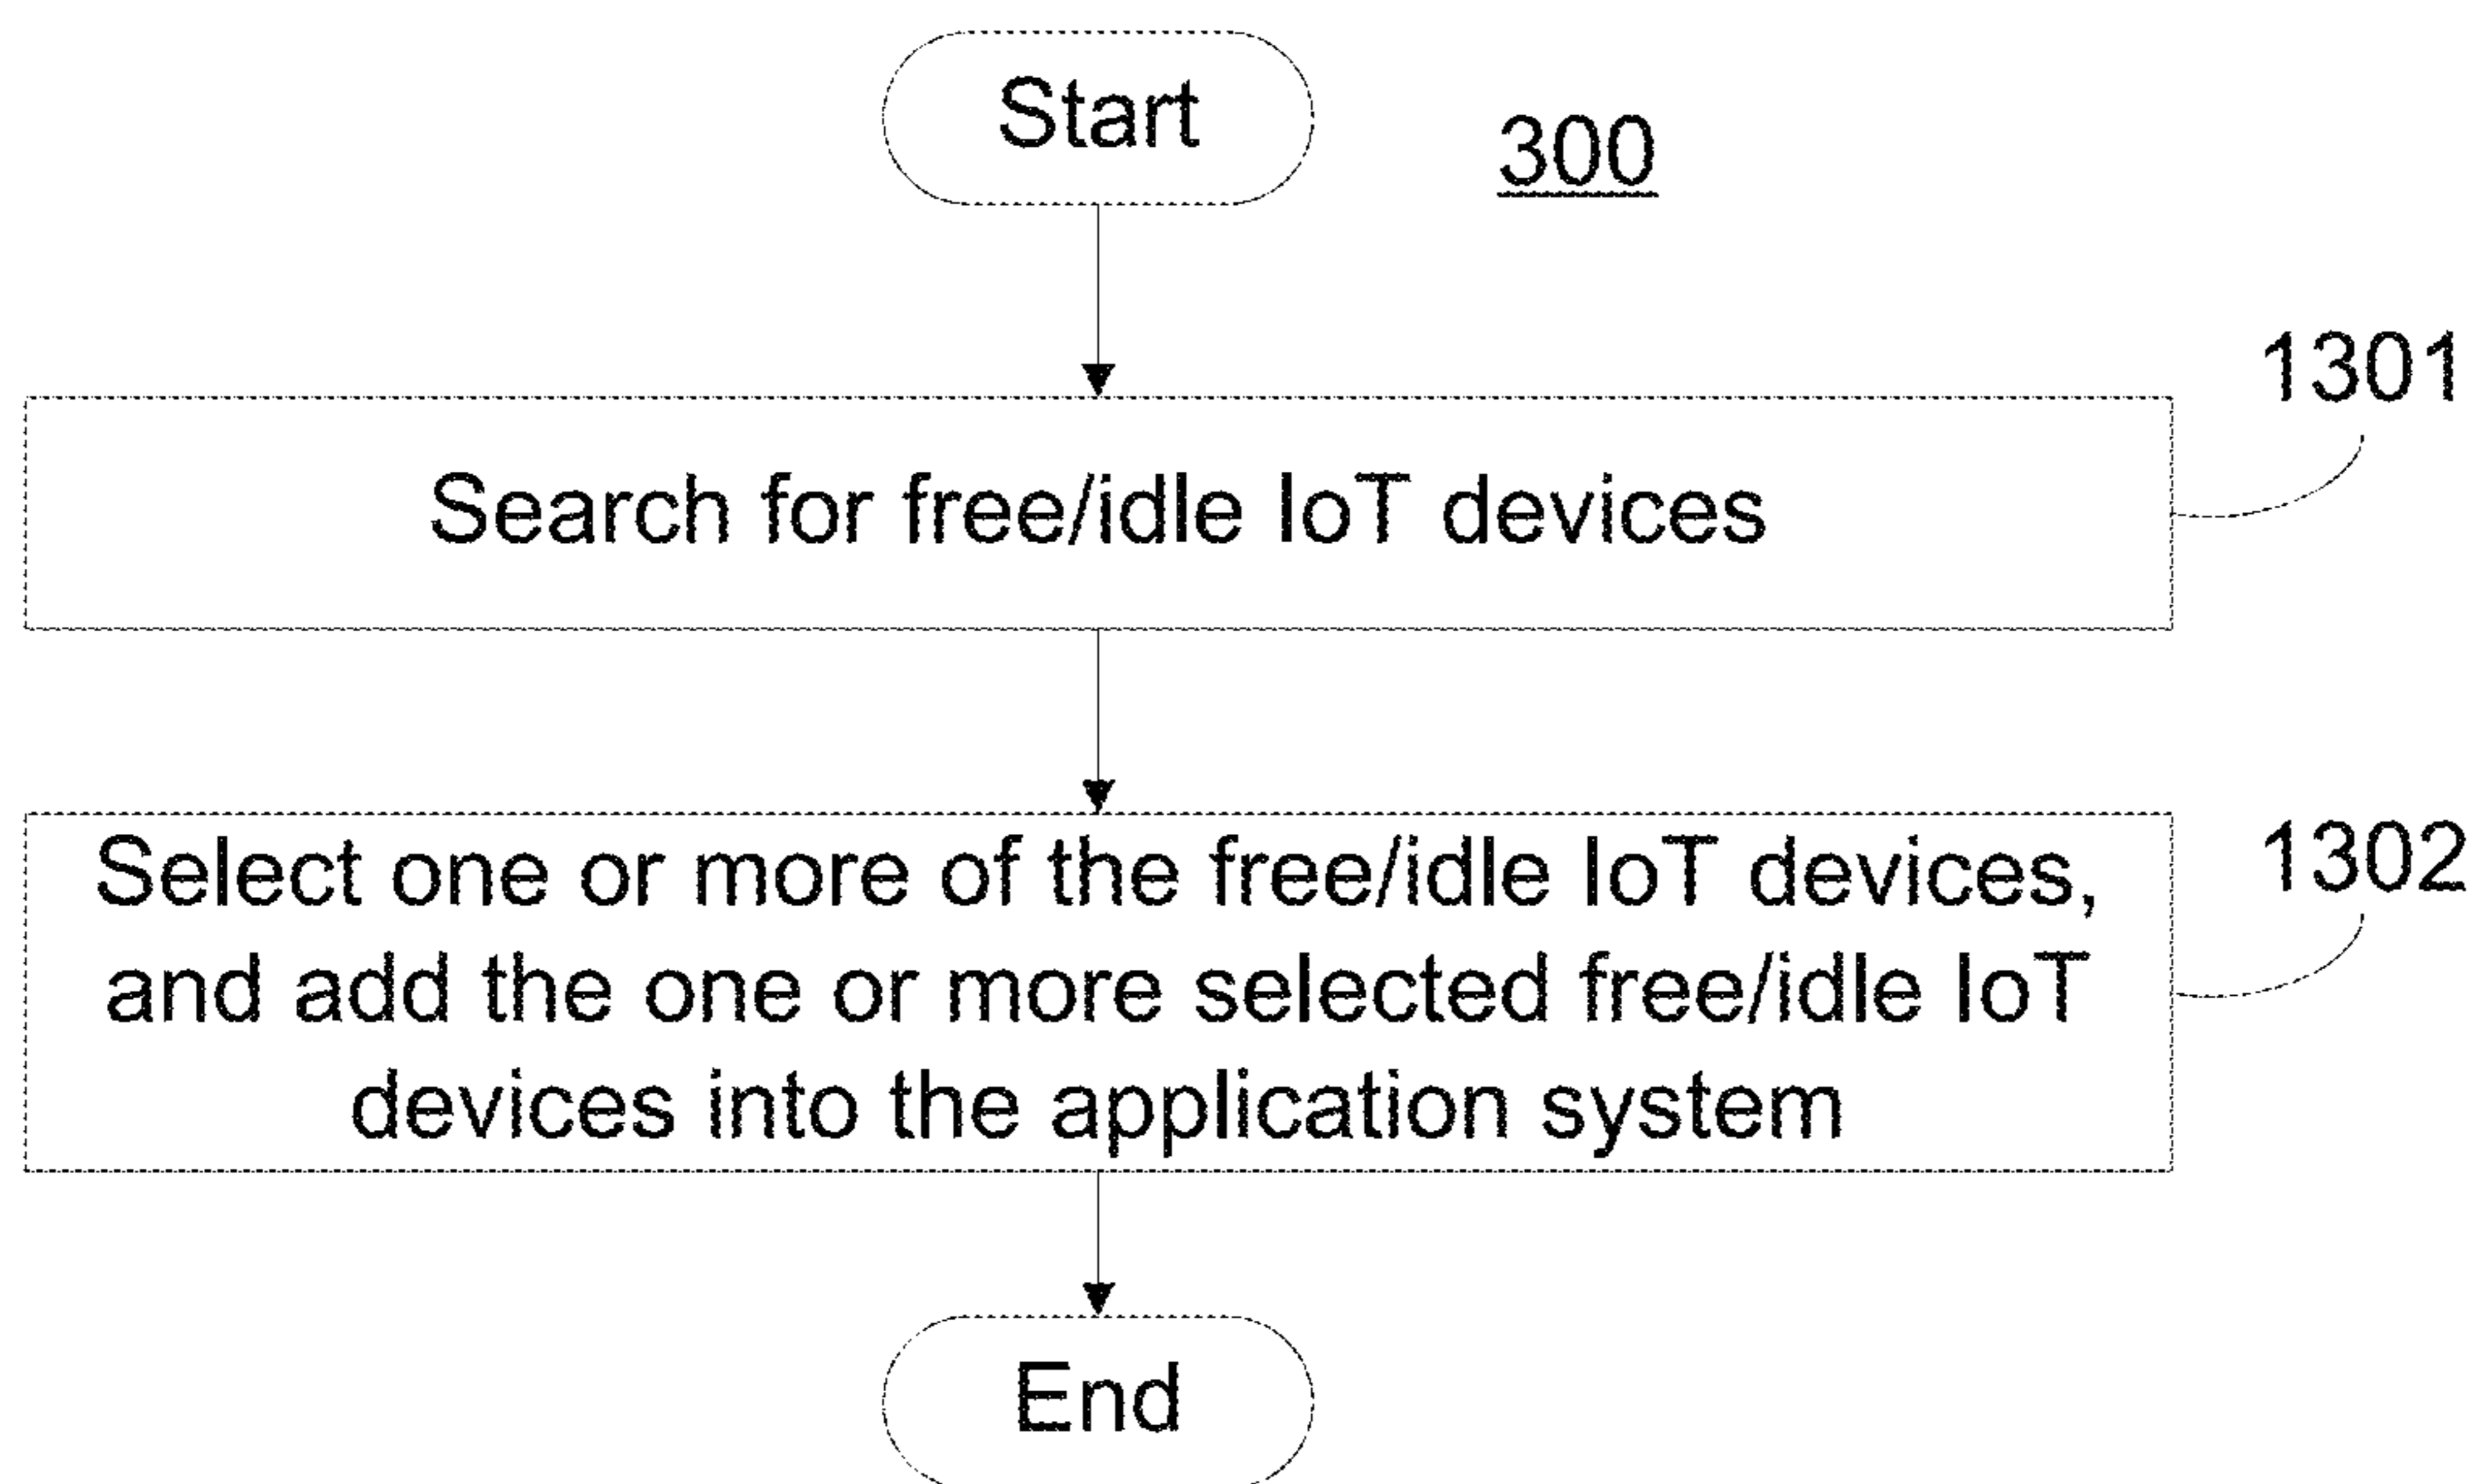 Start
300
1301
Search for free/idle IoT devices
1302
Select one or more of the free/idle IoT devices,
and add the one or more selected free/idle IoT
devices into the application system
End